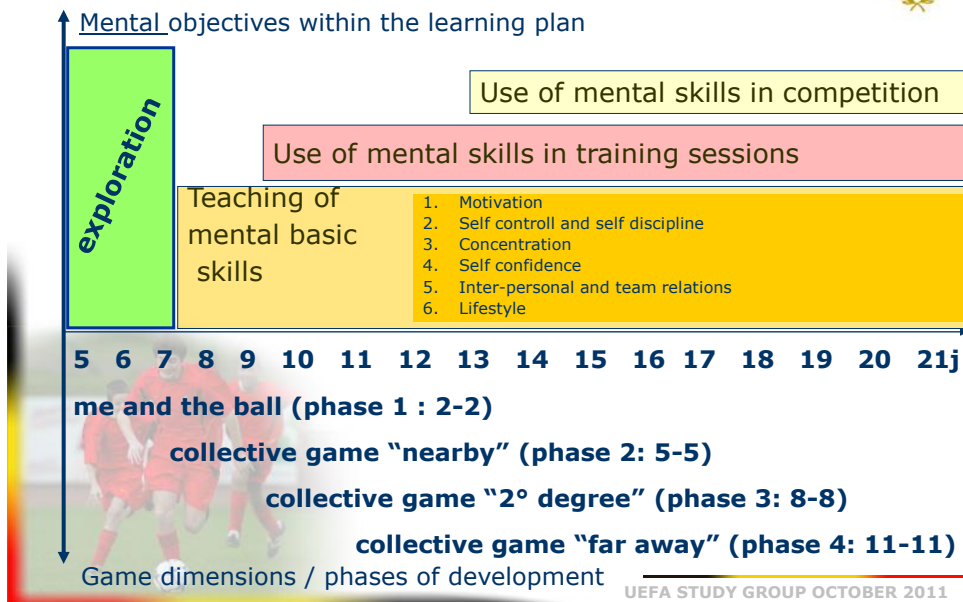 Mental objectives within the learning plan
exploration
Use of mental skills in competition
Use of mental skills in training sessions
Teaching of
mental basic
skills
1. Motivation
2. Self controll and self discipline
3. Concentration
4. Self confidence
5. Inter-personal and team relations
6. Lifestyle
5 6 7 8 9 10 11 12 13 14 15 16 17 18 19 20 21j
me and the ball (phase 1 : 2-2)
collective game “nearby” (phase 2: 5-5)
collective game “2° degree” (phase 3: 8-8)
collective game “far away” (phase 4: 11-11)
Game dimensions / phases of development
UEFA STUDY GROUP OCTOBER 2011